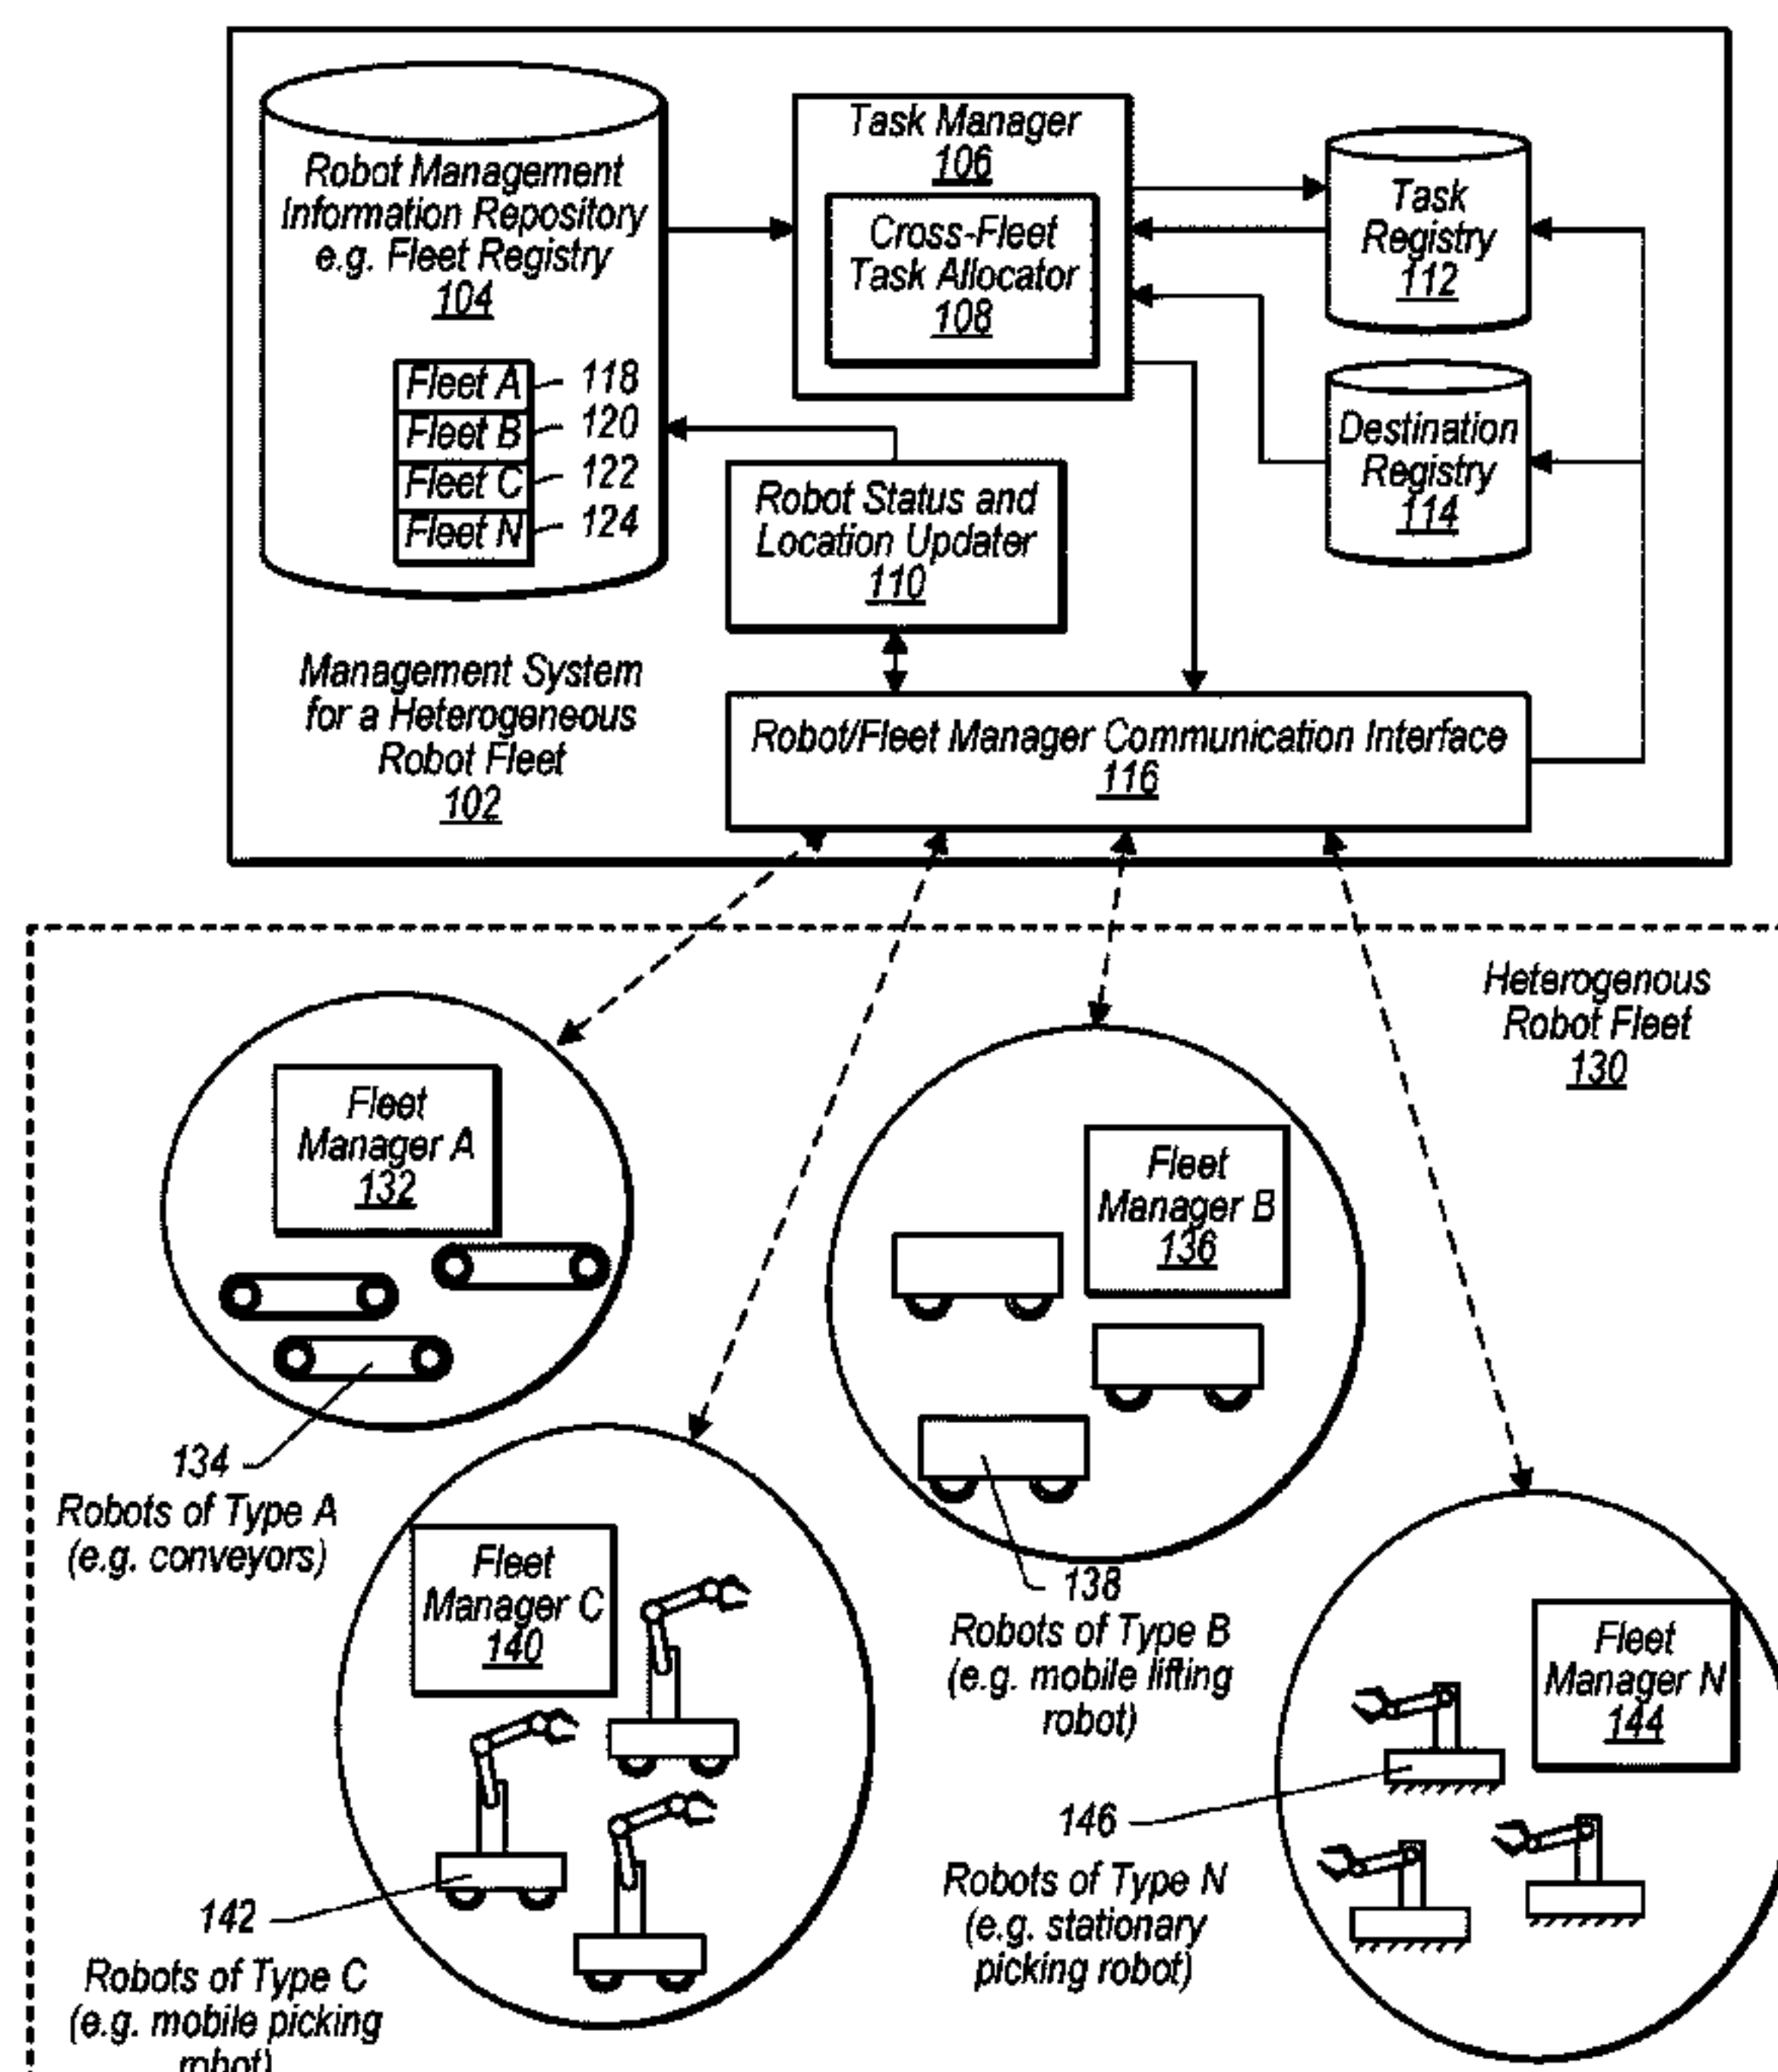 Robot Management
Information Repository
e.g. Fleet Registry
104
Fleet A
118
Fleet B
120
Fleet C
122
Fleet N
124
Task Manager
106
Cross-Fleet
Task Allocator
108
Task
Registry
112
Destination
Registry
114
Robot Status and
Location Updater
110
Management System
for a Heterogeneous
Robot Fleet
102
Robot/Fleet Manager Communication Interface
116
Heterogenous
Robot Fleet
130
Fleet
Manager A
132
134
Robots of Type A
(e.g. conveyors)
Fleet
Manager B
136
138
Robots of Type B
(e.g. mobile lifting
robot)
Fleet
Manager C
140
142
Robots of Type C
(e.g. mobile picking
robot)
Fleet
Manager N
144
146
Robots of Type N
(e.g. stationary
picking robot)